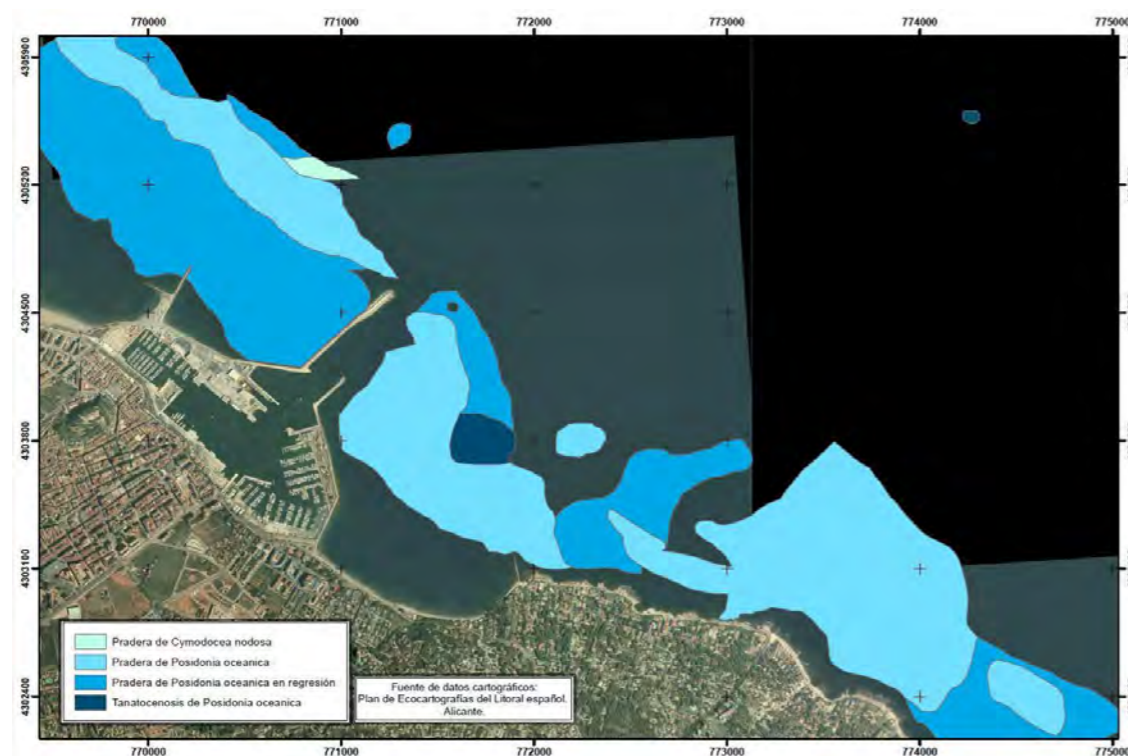 770000 771000 772000 773000 774000 775000
4305900
4305200
4304500
4303800
4303100
4302400
Pradera de Cymodocea nodosa
Pradera de Posidonia oceanica
Pradera de Posidonia oceanica en regresión
Tanatocenosis de Posidonia oceanica
Fuente de datos cartográficos:
Plan de Ecocartografías del Litoral español.
Alicante.
770000 771000 772000 773000 774000 775000